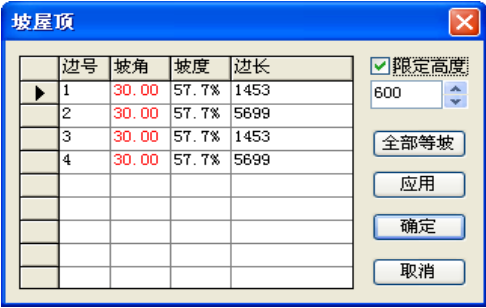 坡屋顶
边号 坡角 坡度 边长
1 30.00 57.7% 1453
2 30.00 57.7% 5699
3 30.00 57.7% 1453
4 30.00 57.7% 5699
限定高度
600
全部等坡
应用
确定
取消